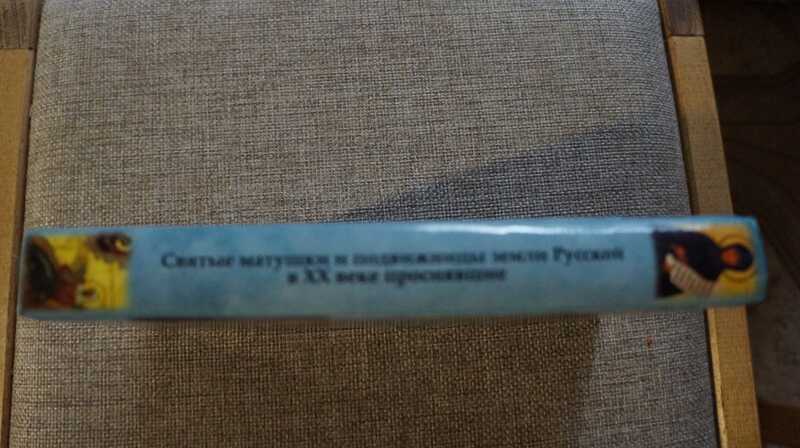 Святые матушки и подвижницы земли Русской
в XX веке просиявшие